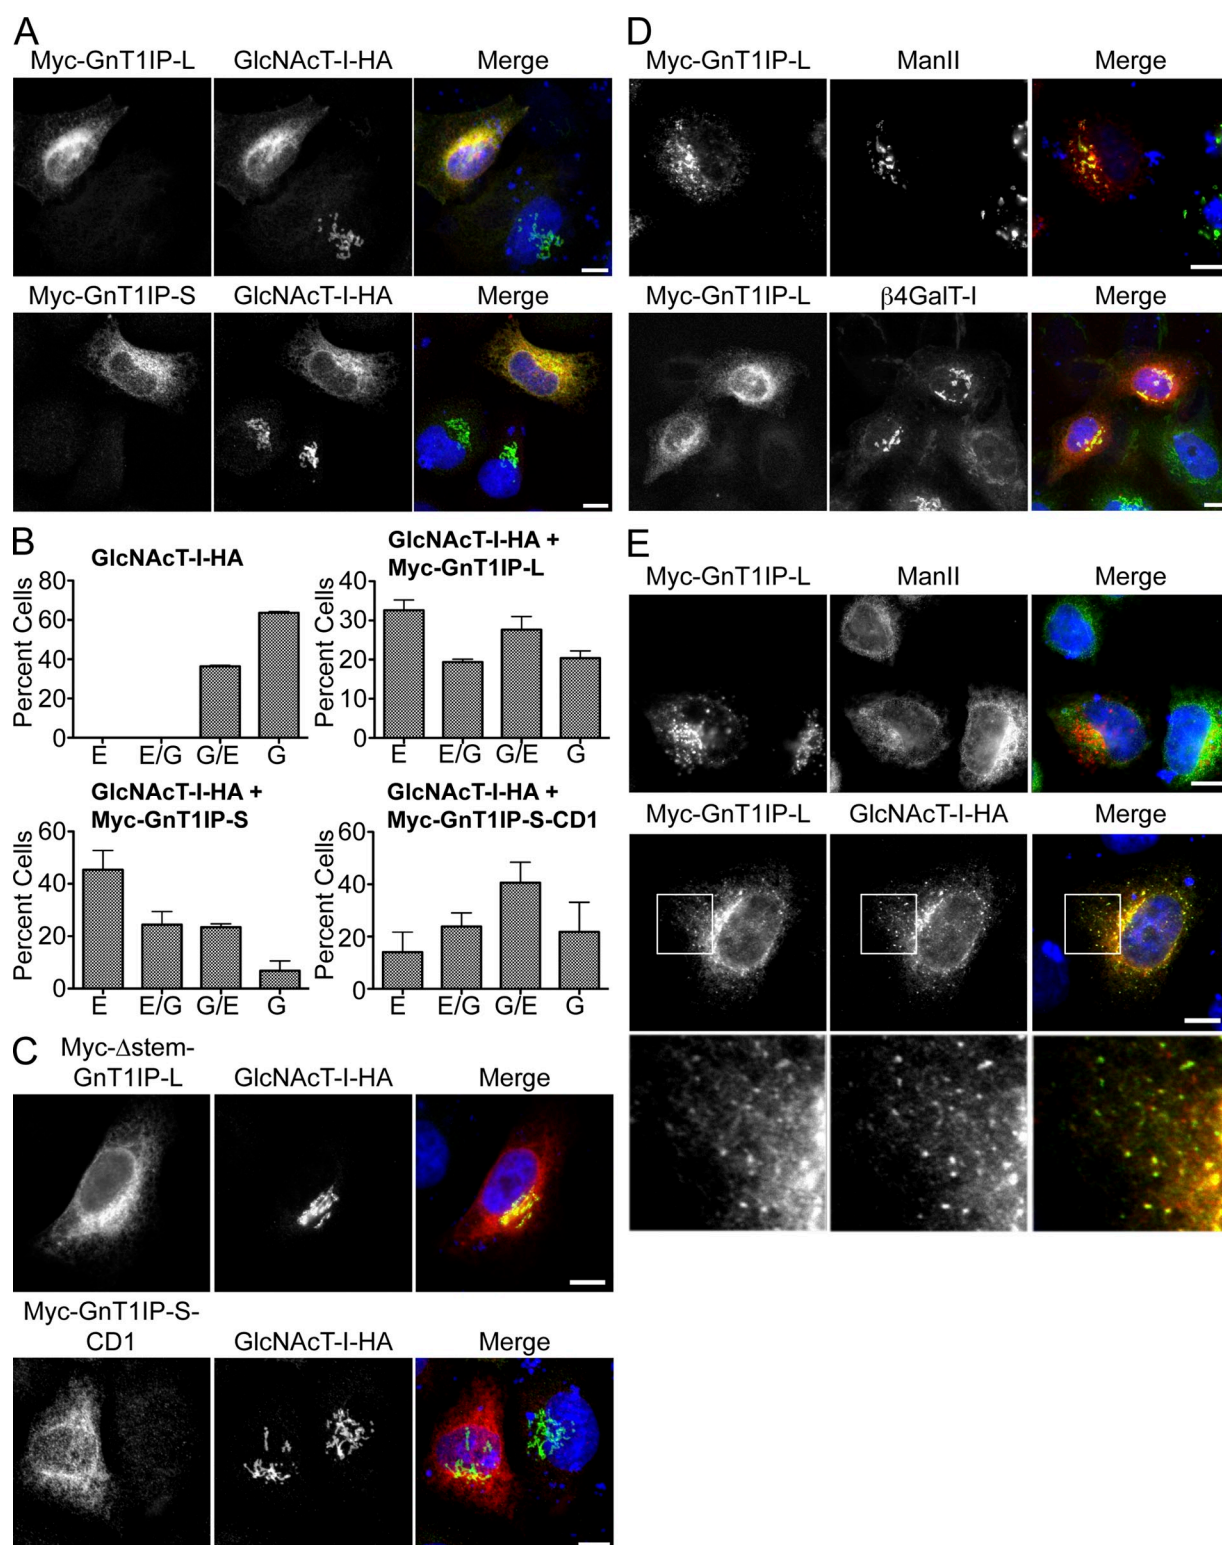 A
Myc-GnT1IP-L GlcNAcT-I-HA Merge
Myc-GnT1IP-S GlcNAcT-I-HA Merge
B
GlcNAcT-I-HA
Percent Cells
80
60
40
20
0
E E/G G/E G
GlcNAcT-I-HA +
Myc-GnT1IP-L
Percent Cells
40
30
20
10
0
E E/G G/E G
GlcNAcT-I-HA +
Myc-GnT1IP-S
Percent Cells
60
40
20
0
E E/G G/E G
GlcNAcT-I-HA +
Myc-GnT1IP-S-CD1
Percent Cells
60
40
20
0
E E/G G/E G
C
Myc-Δstem-
GnT1IP-L GlcNAcT-I-HA Merge
Myc-GnT1IP-S-
CD1 GlcNAcT-I-HA Merge
D
Myc-GnT1IP-L ManII Merge
Myc-GnT1IP-L β4GalT-I Merge
E
Myc-GnT1IP-L ManII Merge
Myc-GnT1IP-L GlcNAcT-I-HA Merge